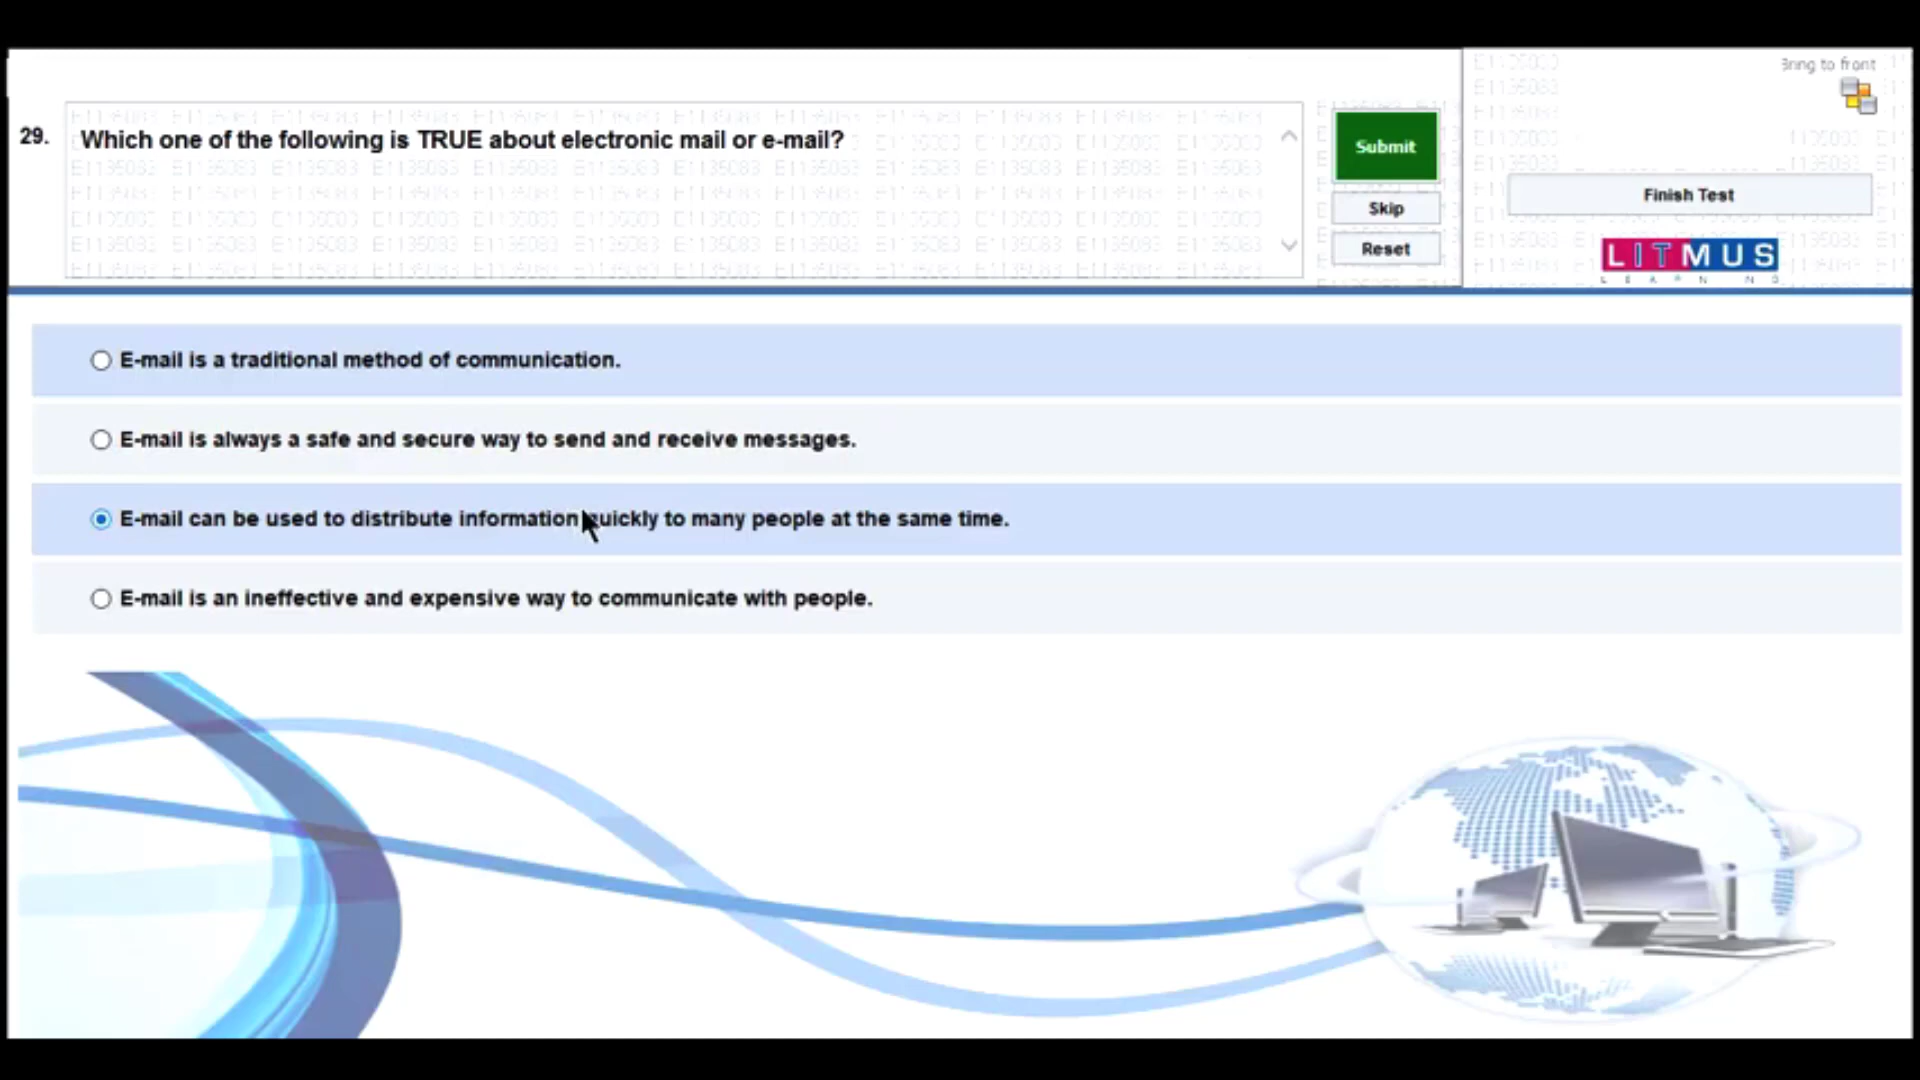 Bring to front
29.
Which one of the following is TRUE about electronic mail or e-mail?
Submit
Skip
Reset
Finish Test
LITMUS
E-mail is a traditional method of communication.
E-mail is always a safe and secure way to send and receive messages.
E-mail can be used to distribute information quickly to many people at the same time.
E-mail is an ineffective and expensive way to communicate with people.